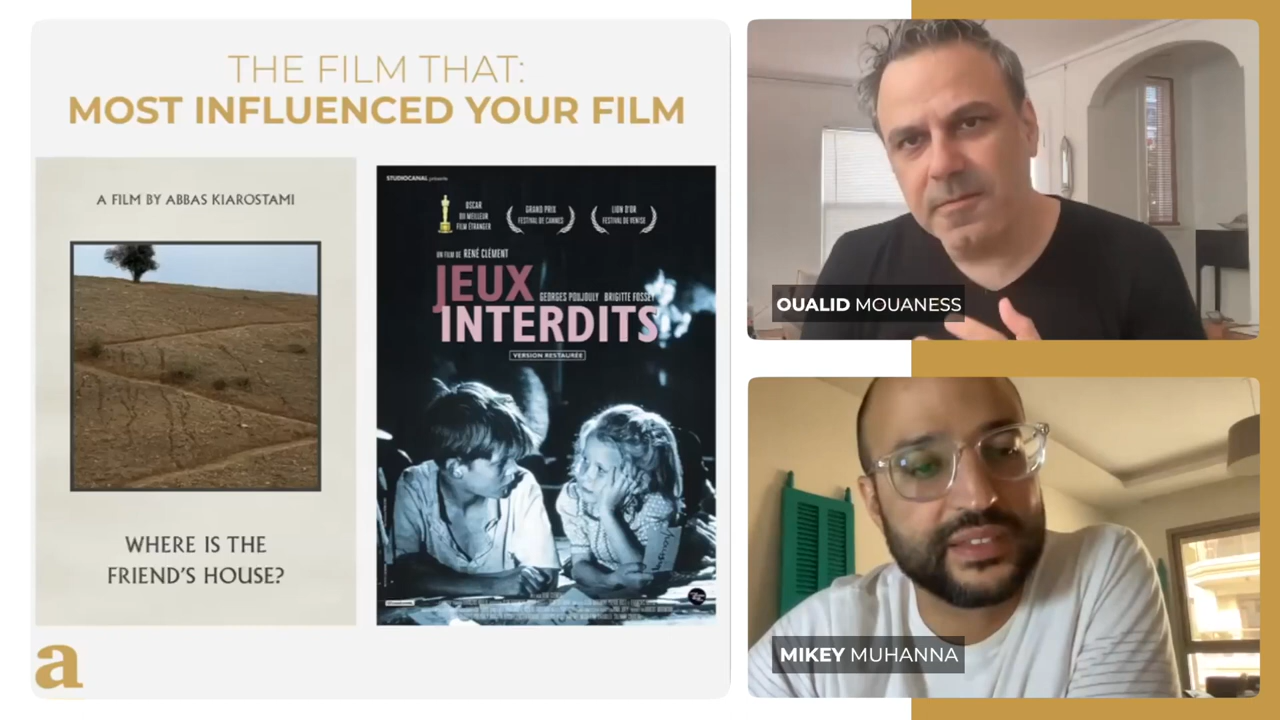 THE FILM THAT:
MOST INFLUENCED YOUR FILM
A FILM BY ABBAS KIAROSTAMI
WHERE IS THE
FRIEND'S HOUSE?
STUDIOCANAL présente
OSCAR
DU MEILLEUR
FILM ÉTRANGER
GRAND PRIX
FESTIVAL DE CANNES
LION D'OR
FESTIVAL DE VENISE
UN FILM DE RENÉ CLÉMENT
JEUX
GEORGES POUJOULY BRIGITTE FOSSEY
INTERDITS
VERSION RESTAURÉE
a
OUALID MOUANESS
MIKEY MUHANNA